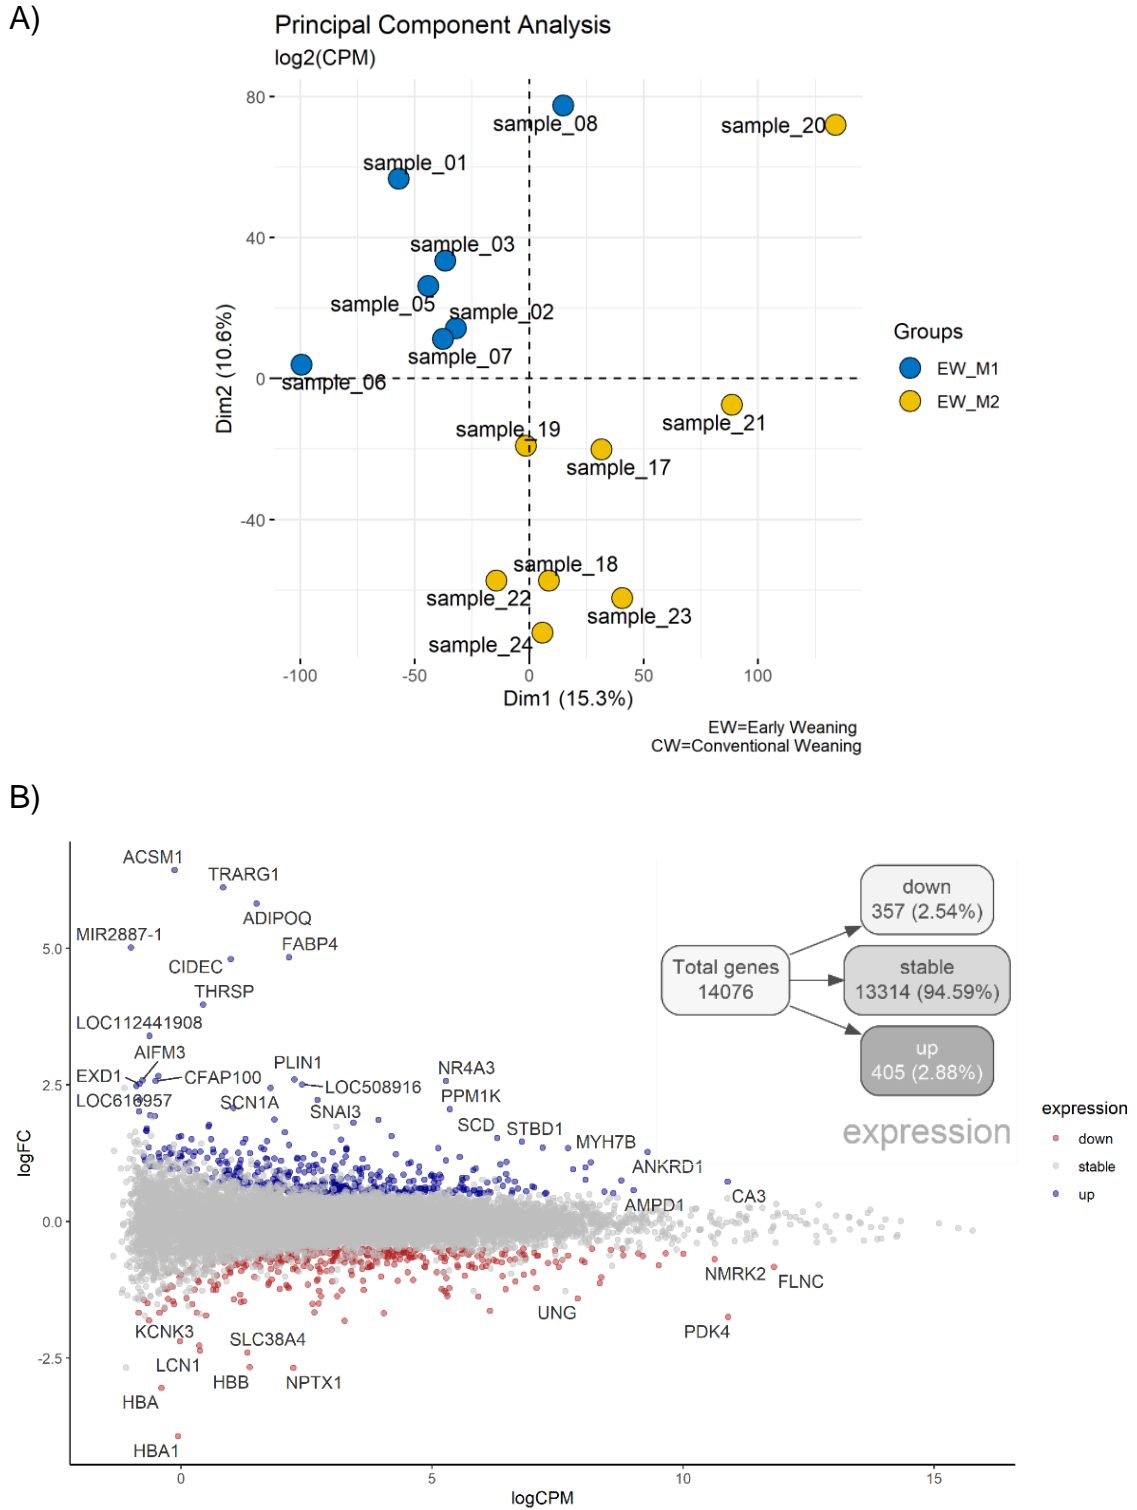 A)
Principal Component Analysis
log2(CPM)
80
40
0
-40
Dim2 (10.6%)
sample_08
sample_20
sample_01
sample_03
sample_05
sample_02
sample_07
sample_06
sample_21
sample_19
sample_17
sample_18
sample_22
sample_23
sample_24
-100
-50
0
50
100
Dim1 (15.3%)
Groups
EW_M1
EW_M2
EW=Early Weaning
CW=Conventional Weaning
B)
5.0
2.5
0.0
-2.5
logFC
ACSM1
TRARG1
ADIPOQ
MIR2887-1
FABP4
CIDEC
THRSP
LOC112441908
AIFM3
EXD1
CFAP100
PLIN1
LOC508916
NR4A3
LOC616957
SCN1A
SNAI3
PPM1K
SCD
STBD1
MYH7B
ANKRD1
AMPD1
CA3
NMRK2
FLNC
UNG
PDK4
KCNK3
SLC38A4
LCN1
HBB
NPTX1
HBA
HBA1
Total genes
14076
down
357 (2.54%)
stable
13314 (94.59%)
up
405 (2.88%)
expression
expression
down
stable
up
0
5
10
15
logCPM